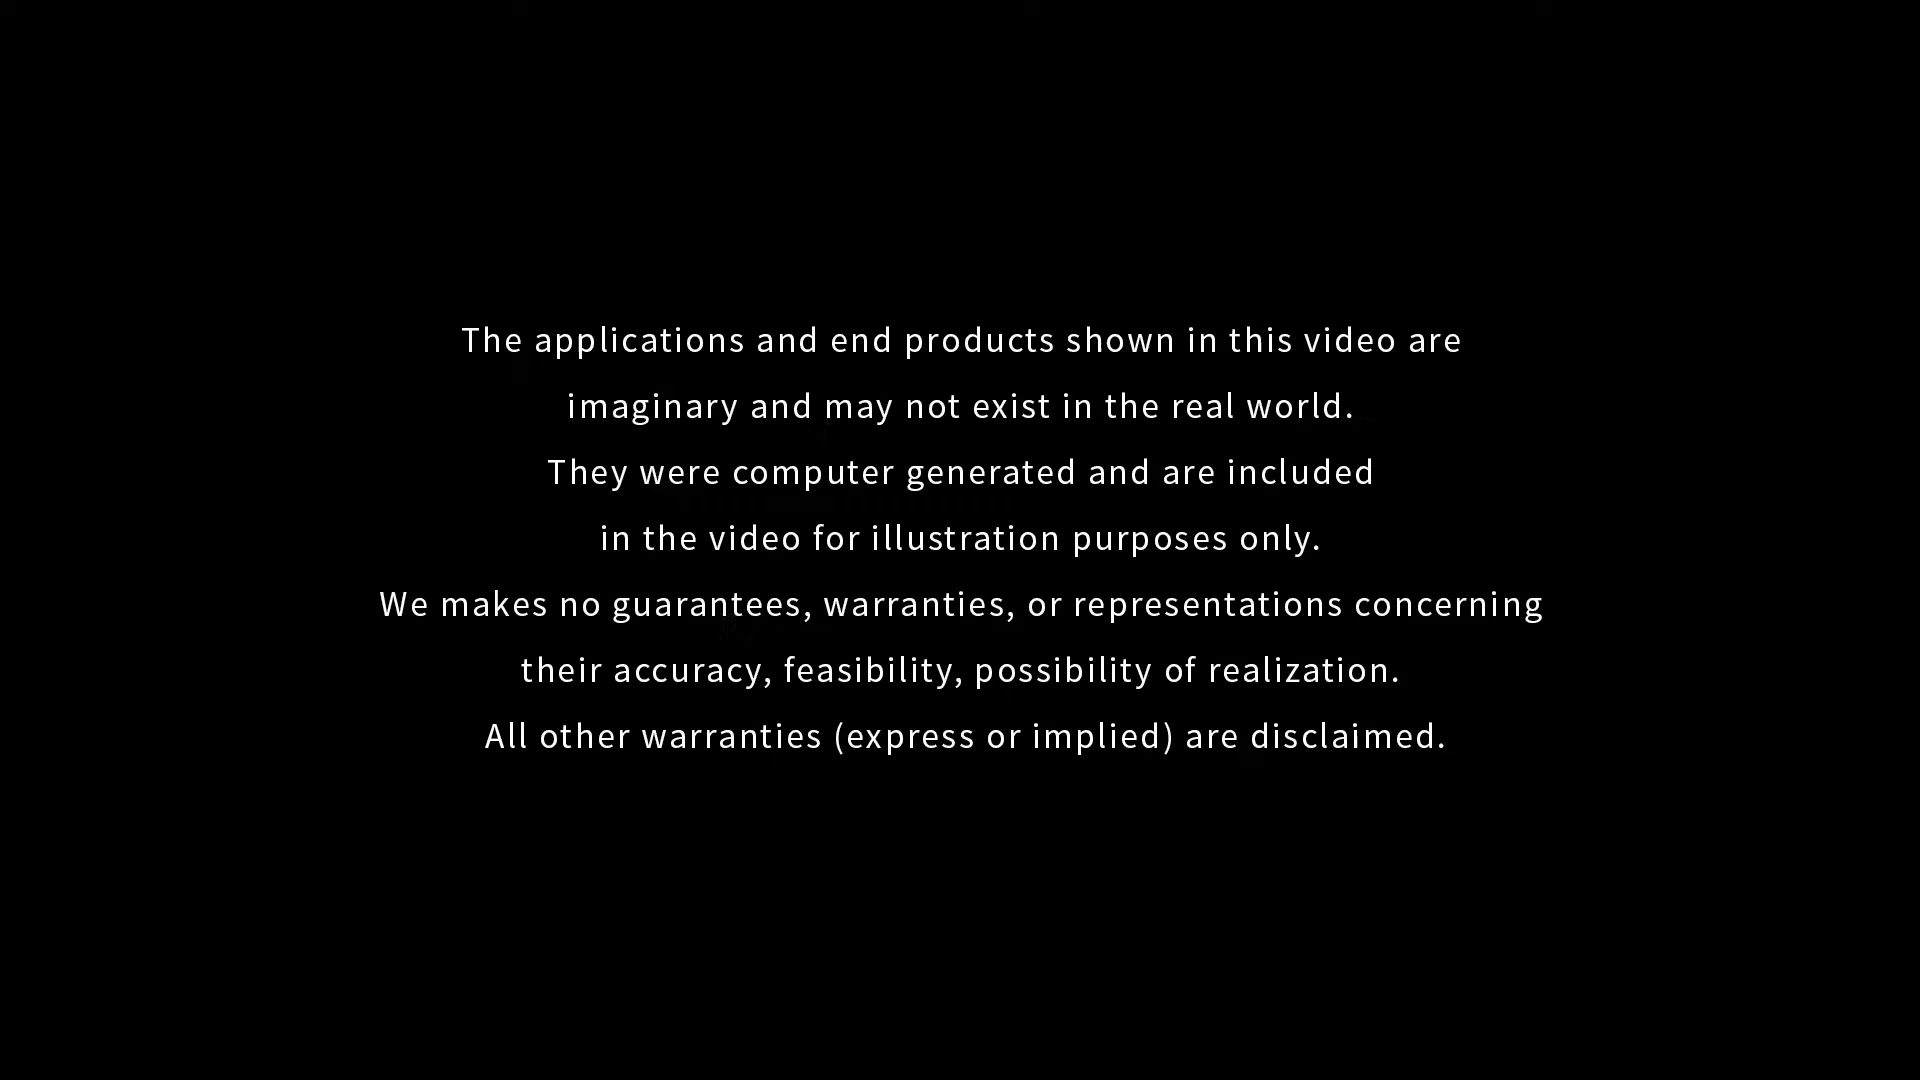 The applications and end products shown in this video are
imaginary and may not exist in the real world.
They were computer generated and are included
in the video for illustration purposes only.
We makes no guarantees, warranties, or representations concerning
their accuracy, feasibility, possibility of realization.
All other warranties (express or implied) are disclaimed.